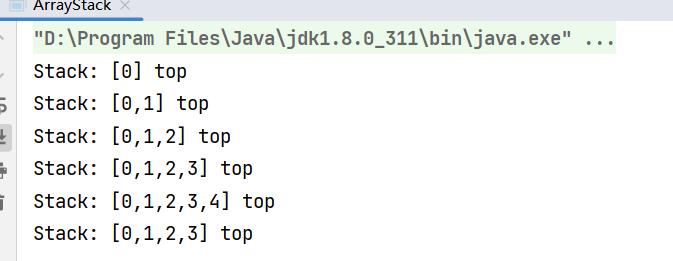 ArrayStack
"D:\Program Files\Java\jdk1.8.0_311\bin\java.exe" ...
Stack: [0] top
Stack: [0,1] top
Stack: [0,1,2] top
Stack: [0,1,2,3] top
Stack: [0,1,2,3,4] top
Stack: [0,1,2,3] top